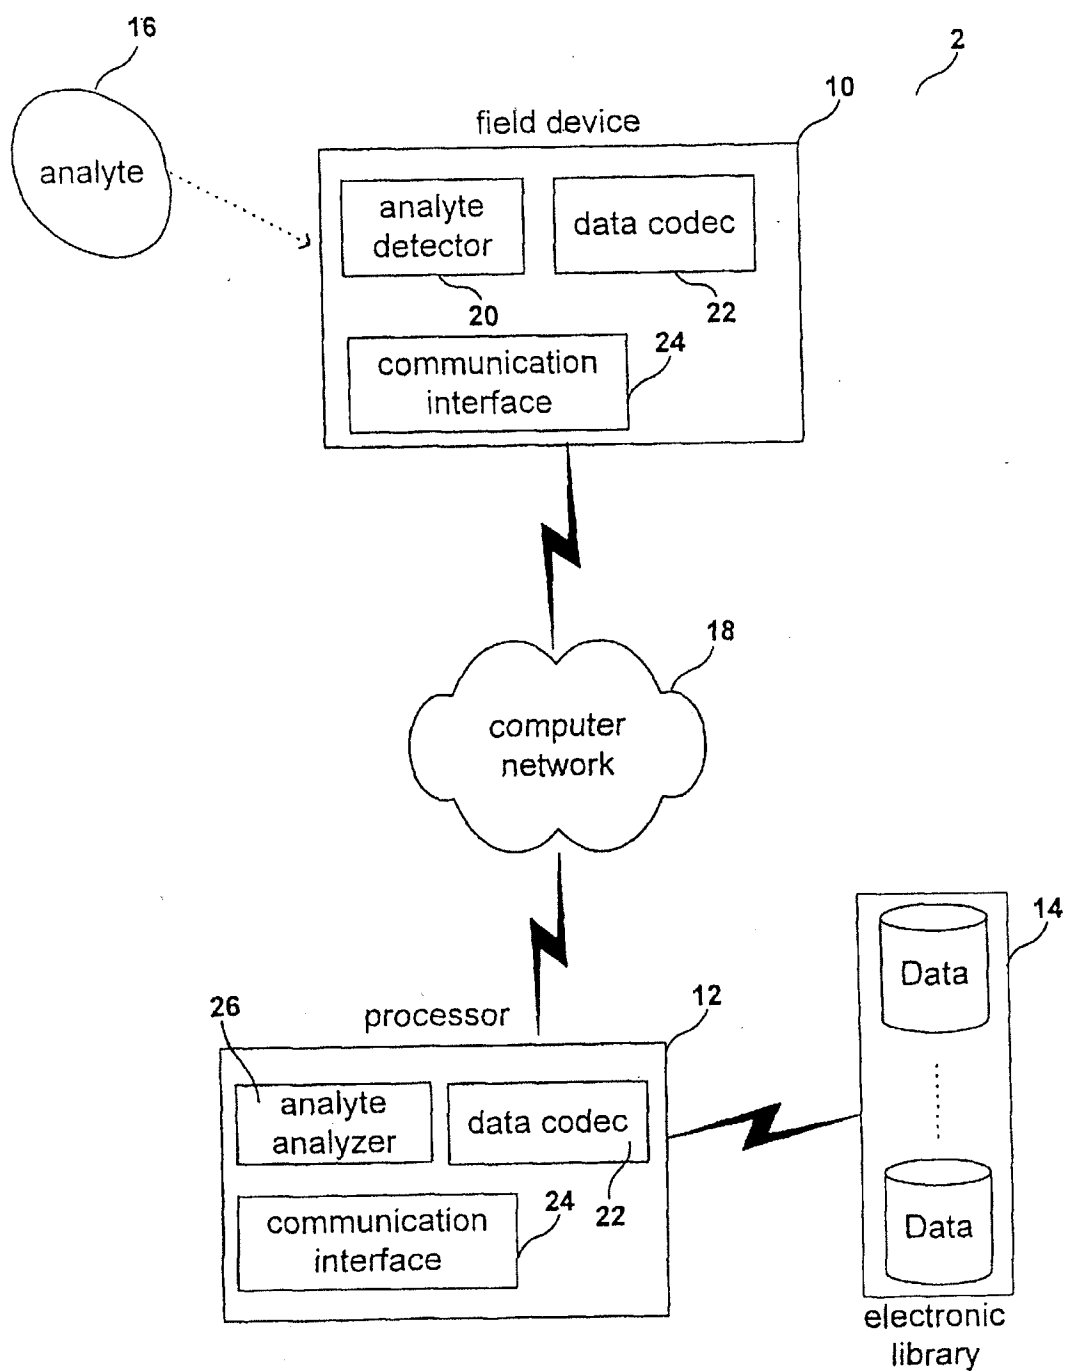 16
2
10
field device
analyte
analyte
detector
data codec
20
22
24
communication
interface
18
computer
network
14
Data
12
processor
26
analyte
analyzer
data codec
22
24
communication
interface
Data
electronic
library